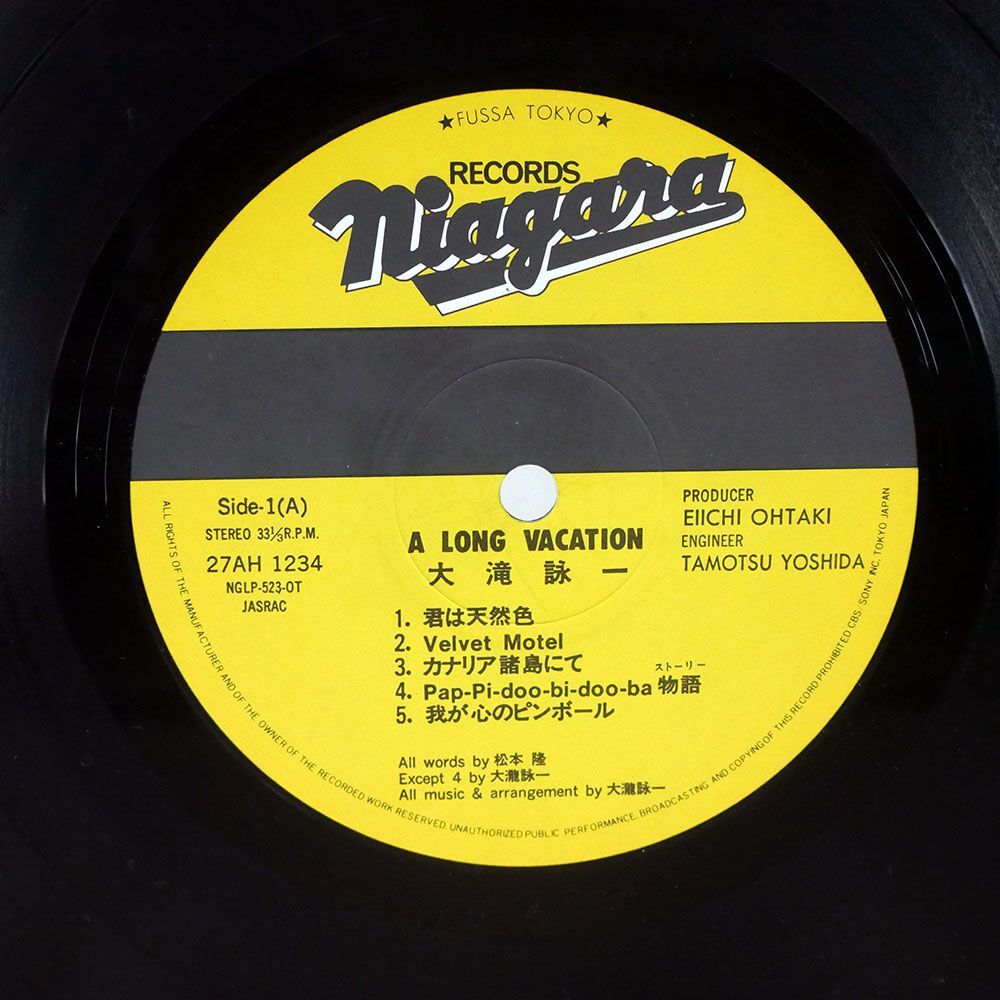 ★FUSSA TOKYO★
RECORDS
Niagara
Side-1(A)
STEREO 33⅓R.P.M.
27AH 1234
NGLP-523-OT
JASRAC
PRODUCER
EIICHI OHTAKI
ENGINEER
TAMOTSU YOSHIDA
A LONG VACATION
大滝詠一
1. 君は天然色
2. Velvet Motel
3. カナリア諸島にて
ストーリー
4. Pap-Pi-doo-bi-doo-ba 物語
5. 我が心のピンボール
All words by 松本 隆
Except 4 by 大瀧詠一
All music & arrangement by 大瀧詠一
ALL RIGHTS OF THE MANUFACTURER AND OF THE OWNER OF THE RECORDED WORK RESERVED. UNAUTHORIZED PUBLIC PERFORMANCE, BROADCASTING AND COPYING OF THIS RECORD PROHIBITED CBS·SONY INC, TOKYO JAPAN